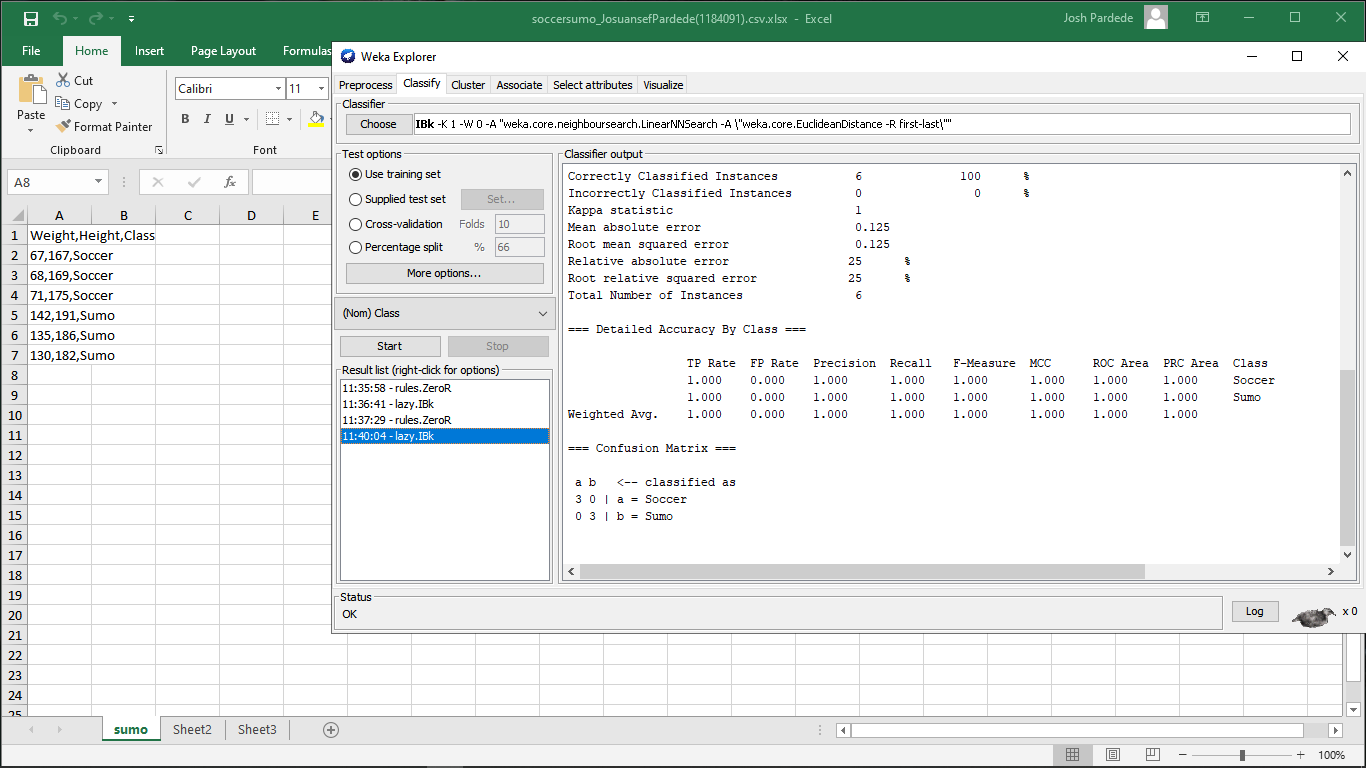 soccersumo_JosuansefPardede(1184091).csv.xlsx - Excel
Josh Pardede
File Home Insert Page Layout Formulas
Paste
Cut
Copy
Format Painter
Clipboard
Calibri 11
B I U
Font
A8
fx
A B C D E
1 Weight,Height,Class
2 67,167,Soccer
3 68,169,Soccer
4 71,175,Soccer
5 142,191,Sumo
6 135,186,Sumo
7 130,182,Sumo
8
9
10
11
12
13
14
15
16
17
18
19
20
21
22
23
24
25
sumo Sheet2 Sheet3
100%
Weka Explorer
Preprocess Classify Cluster Associate Select attributes Visualize
Classifier
Choose IBk -K 1 -W 0 -A "weka.core.neighboursearch.LinearNNSearch -A \"weka.core.EuclideanDistance -R first-last\""
Test options
Use training set
Supplied test set Set...
Cross-validation Folds 10
Percentage split % 66
More options...
(Nom) Class
Start Stop
Result list (right-click for options)
11:35:58 - rules.ZeroR
11:36:41 - lazy.IBk
11:37:29 - rules.ZeroR
11:40:04 - lazy.IBk
Classifier output
Correctly Classified Instances 6 100 %
Incorrectly Classified Instances 0 0 %
Kappa statistic 1
Mean absolute error 0.125
Root mean squared error 0.125
Relative absolute error 25 %
Root relative squared error 25 %
Total Number of Instances 6
=== Detailed Accuracy By Class ===
TP Rate FP Rate Precision Recall F-Measure MCC ROC Area PRC Area Class
1.000 0.000 1.000 1.000 1.000 1.000 1.000 1.000 Soccer
1.000 0.000 1.000 1.000 1.000 1.000 1.000 1.000 Sumo
Weighted Avg. 1.000 0.000 1.000 1.000 1.000 1.000 1.000 1.000
=== Confusion Matrix ===
a b <-- classified as
3 0 | a = Soccer
0 3 | b = Sumo
Status
OK
Log x 0